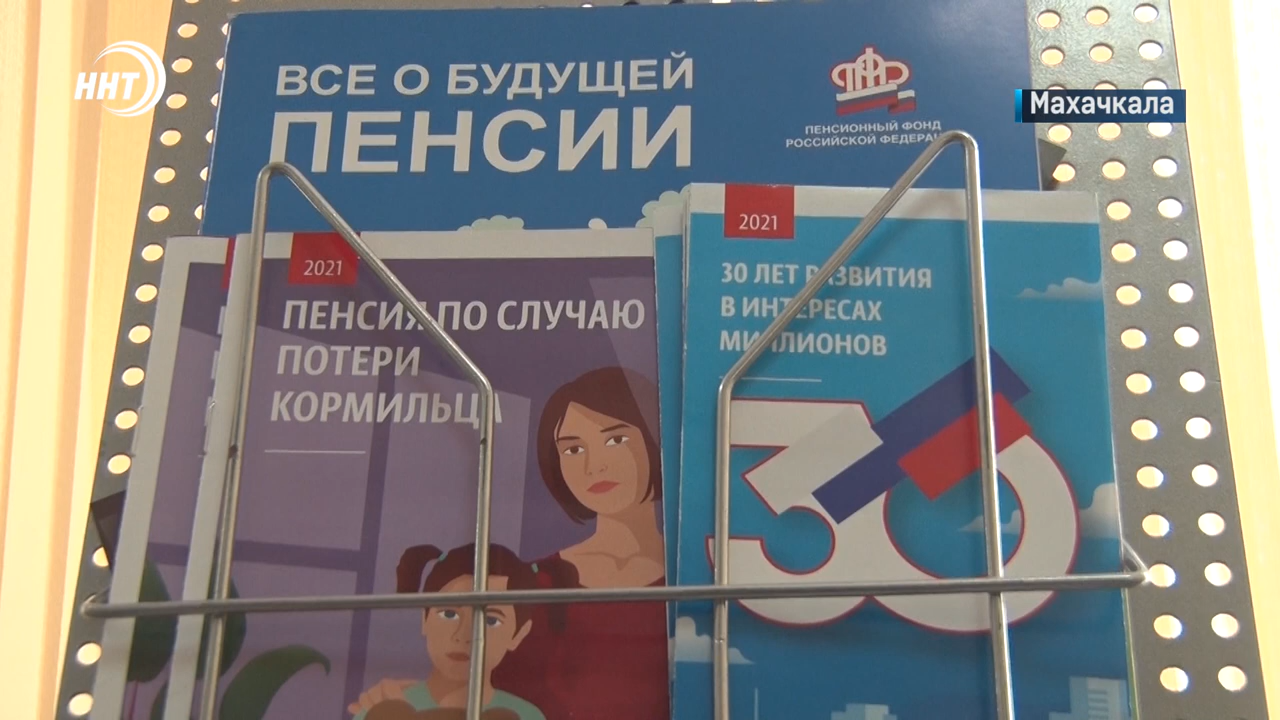 ННТ
Махачкала
ВСЕ О БУДУЩЕЙ
ПЕНСИИ
ПЕНСИОННЫЙ ФОНД
РОССИЙСКОЙ
2021
ПЕНСИЯ ПО СЛУЧАЮ
ПОТЕРИ
КОРМИЛЬЦА
2021
30 ЛЕТ РАЗВИТИЯ
В ИНТЕРЕСАХ
МИЛЛИОНОВ
30